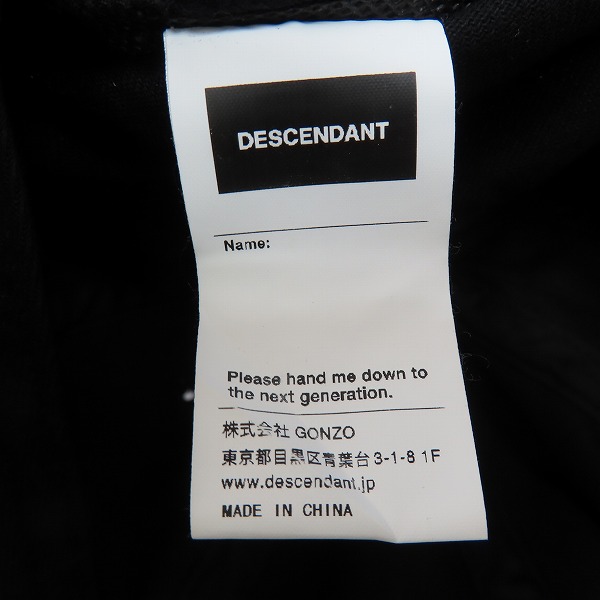 DESCENDANT
Name:
Please hand me down to
the next generation.
株式会社 GONZO
東京都目黒区青葉台3-1-8 1F
www.descendant.jp
MADE IN CHINA